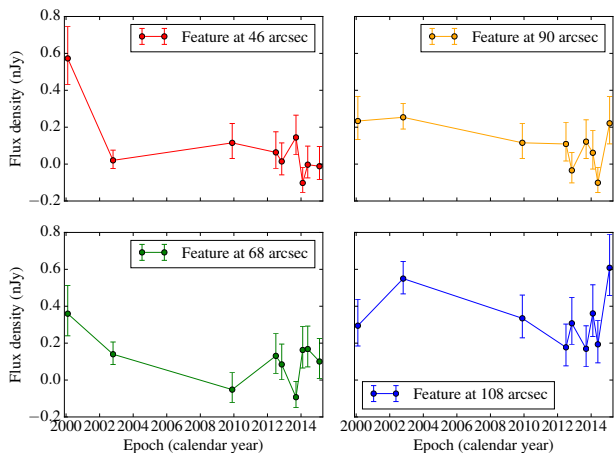 0.8
0.6
0.4
0.2
0.0
−0.2
Flux density (nJy)
Feature at 46 arcsec
Feature at 90 arcsec
0.8
0.6
0.4
0.2
0.0
−0.2
Flux density (nJy)
Feature at 68 arcsec
Feature at 108 arcsec
2000 2002 2004 2006 2008 2010 2012 2014
2000 2002 2004 2006 2008 2010 2012 2014
Epoch (calendar year)
Epoch (calendar year)